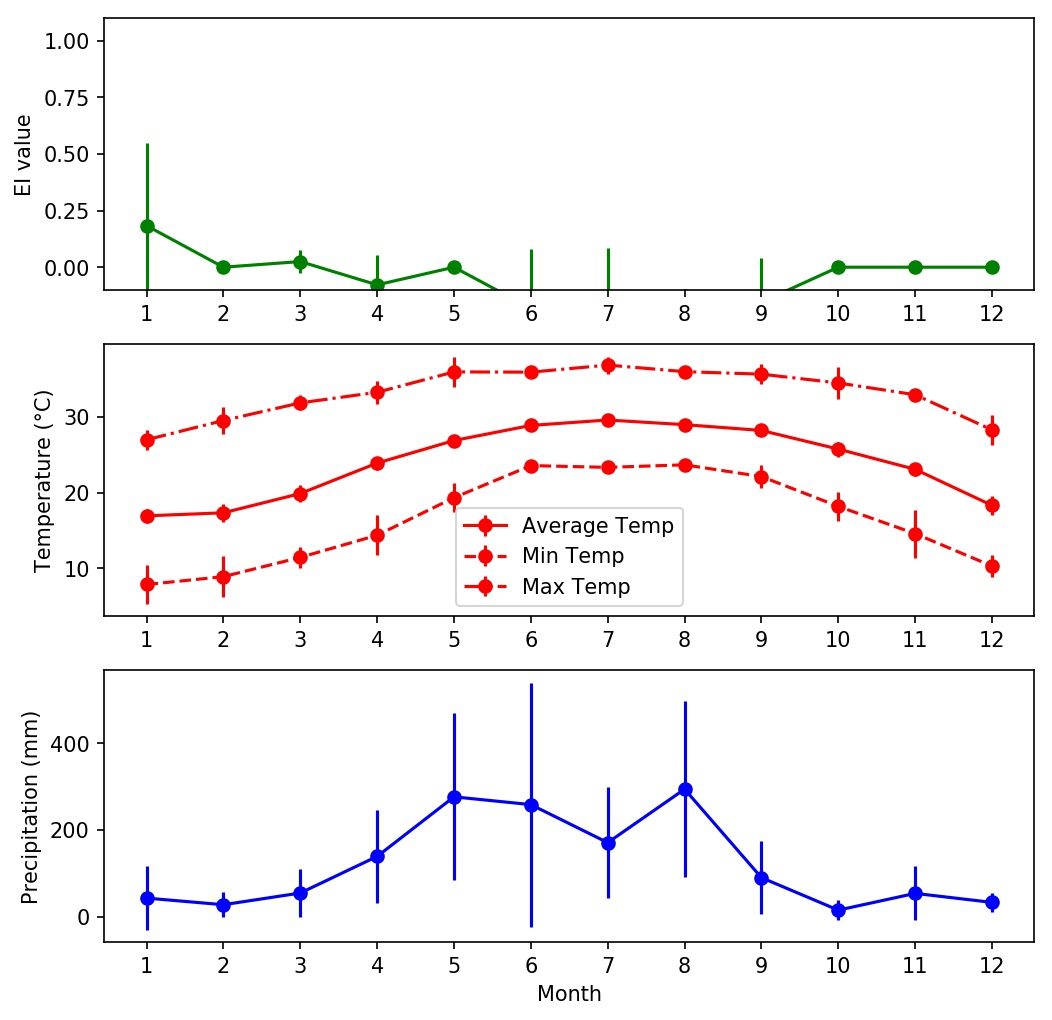 1.00
0.75
0.50
0.25
0.00
EI value
1 2 3 4 5 6 7 8 9 10 11 12
30
20
10
Temperature (°C)
Average Temp
Min Temp
Max Temp
1 2 3 4 5 6 7 8 9 10 11 12
400
200
0
Precipitation (mm)
1 2 3 4 5 6 7 8 9 10 11 12
Month